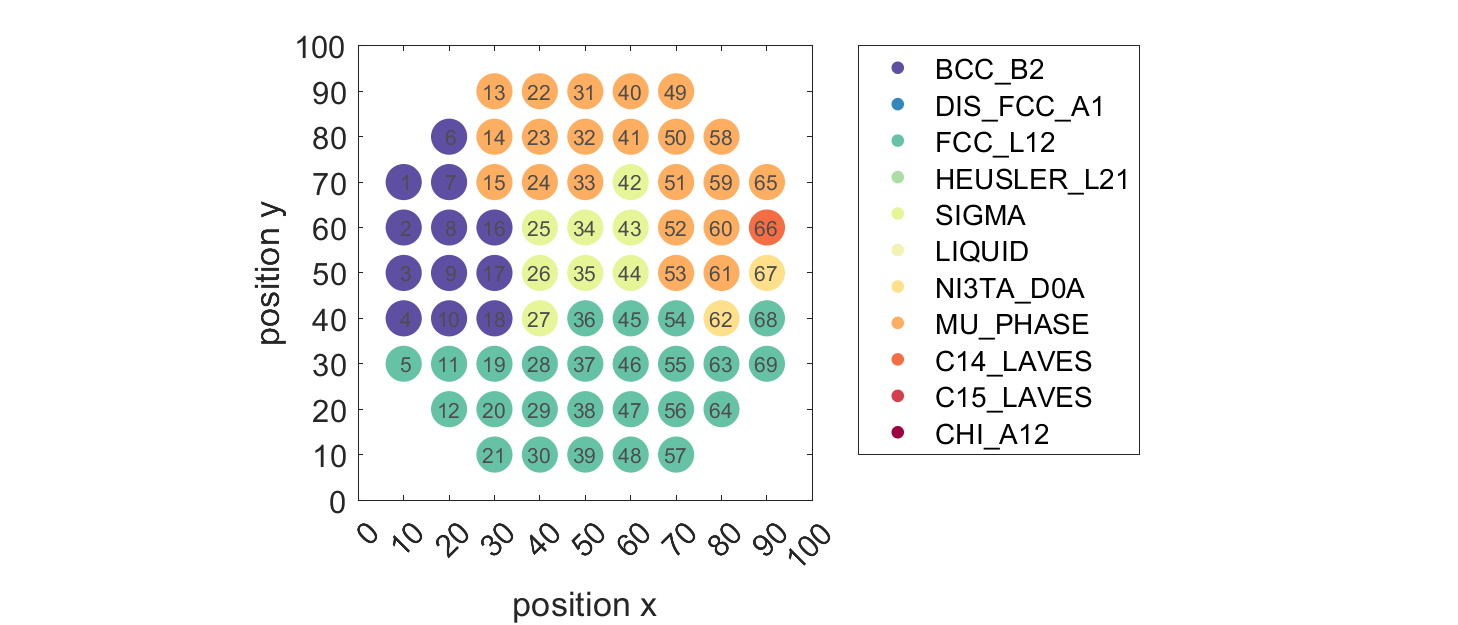 100
90
80
70
60
50
40
30
20
10
0
13 22 31 40 49
6 14 23 32 41 50 58
1 7 15 24 33 42 51 59 65
2 8 16 25 34 43 52 60 66
3 9 17 26 35 44 53 61 67
4 10 18 27 36 45 54 62 68
5 11 19 28 37 46 55 63 69
12 20 29 38 47 56 64
21 30 39 48 57
0 10 20 30 40 50 60 70 80 90 100
position x
position y
BCC_B2
DIS_FCC_A1
FCC_L12
HEUSLER_L21
SIGMA
LIQUID
NI3TA_D0A
MU_PHASE
C14_LAVES
C15_LAVES
CHI_A12